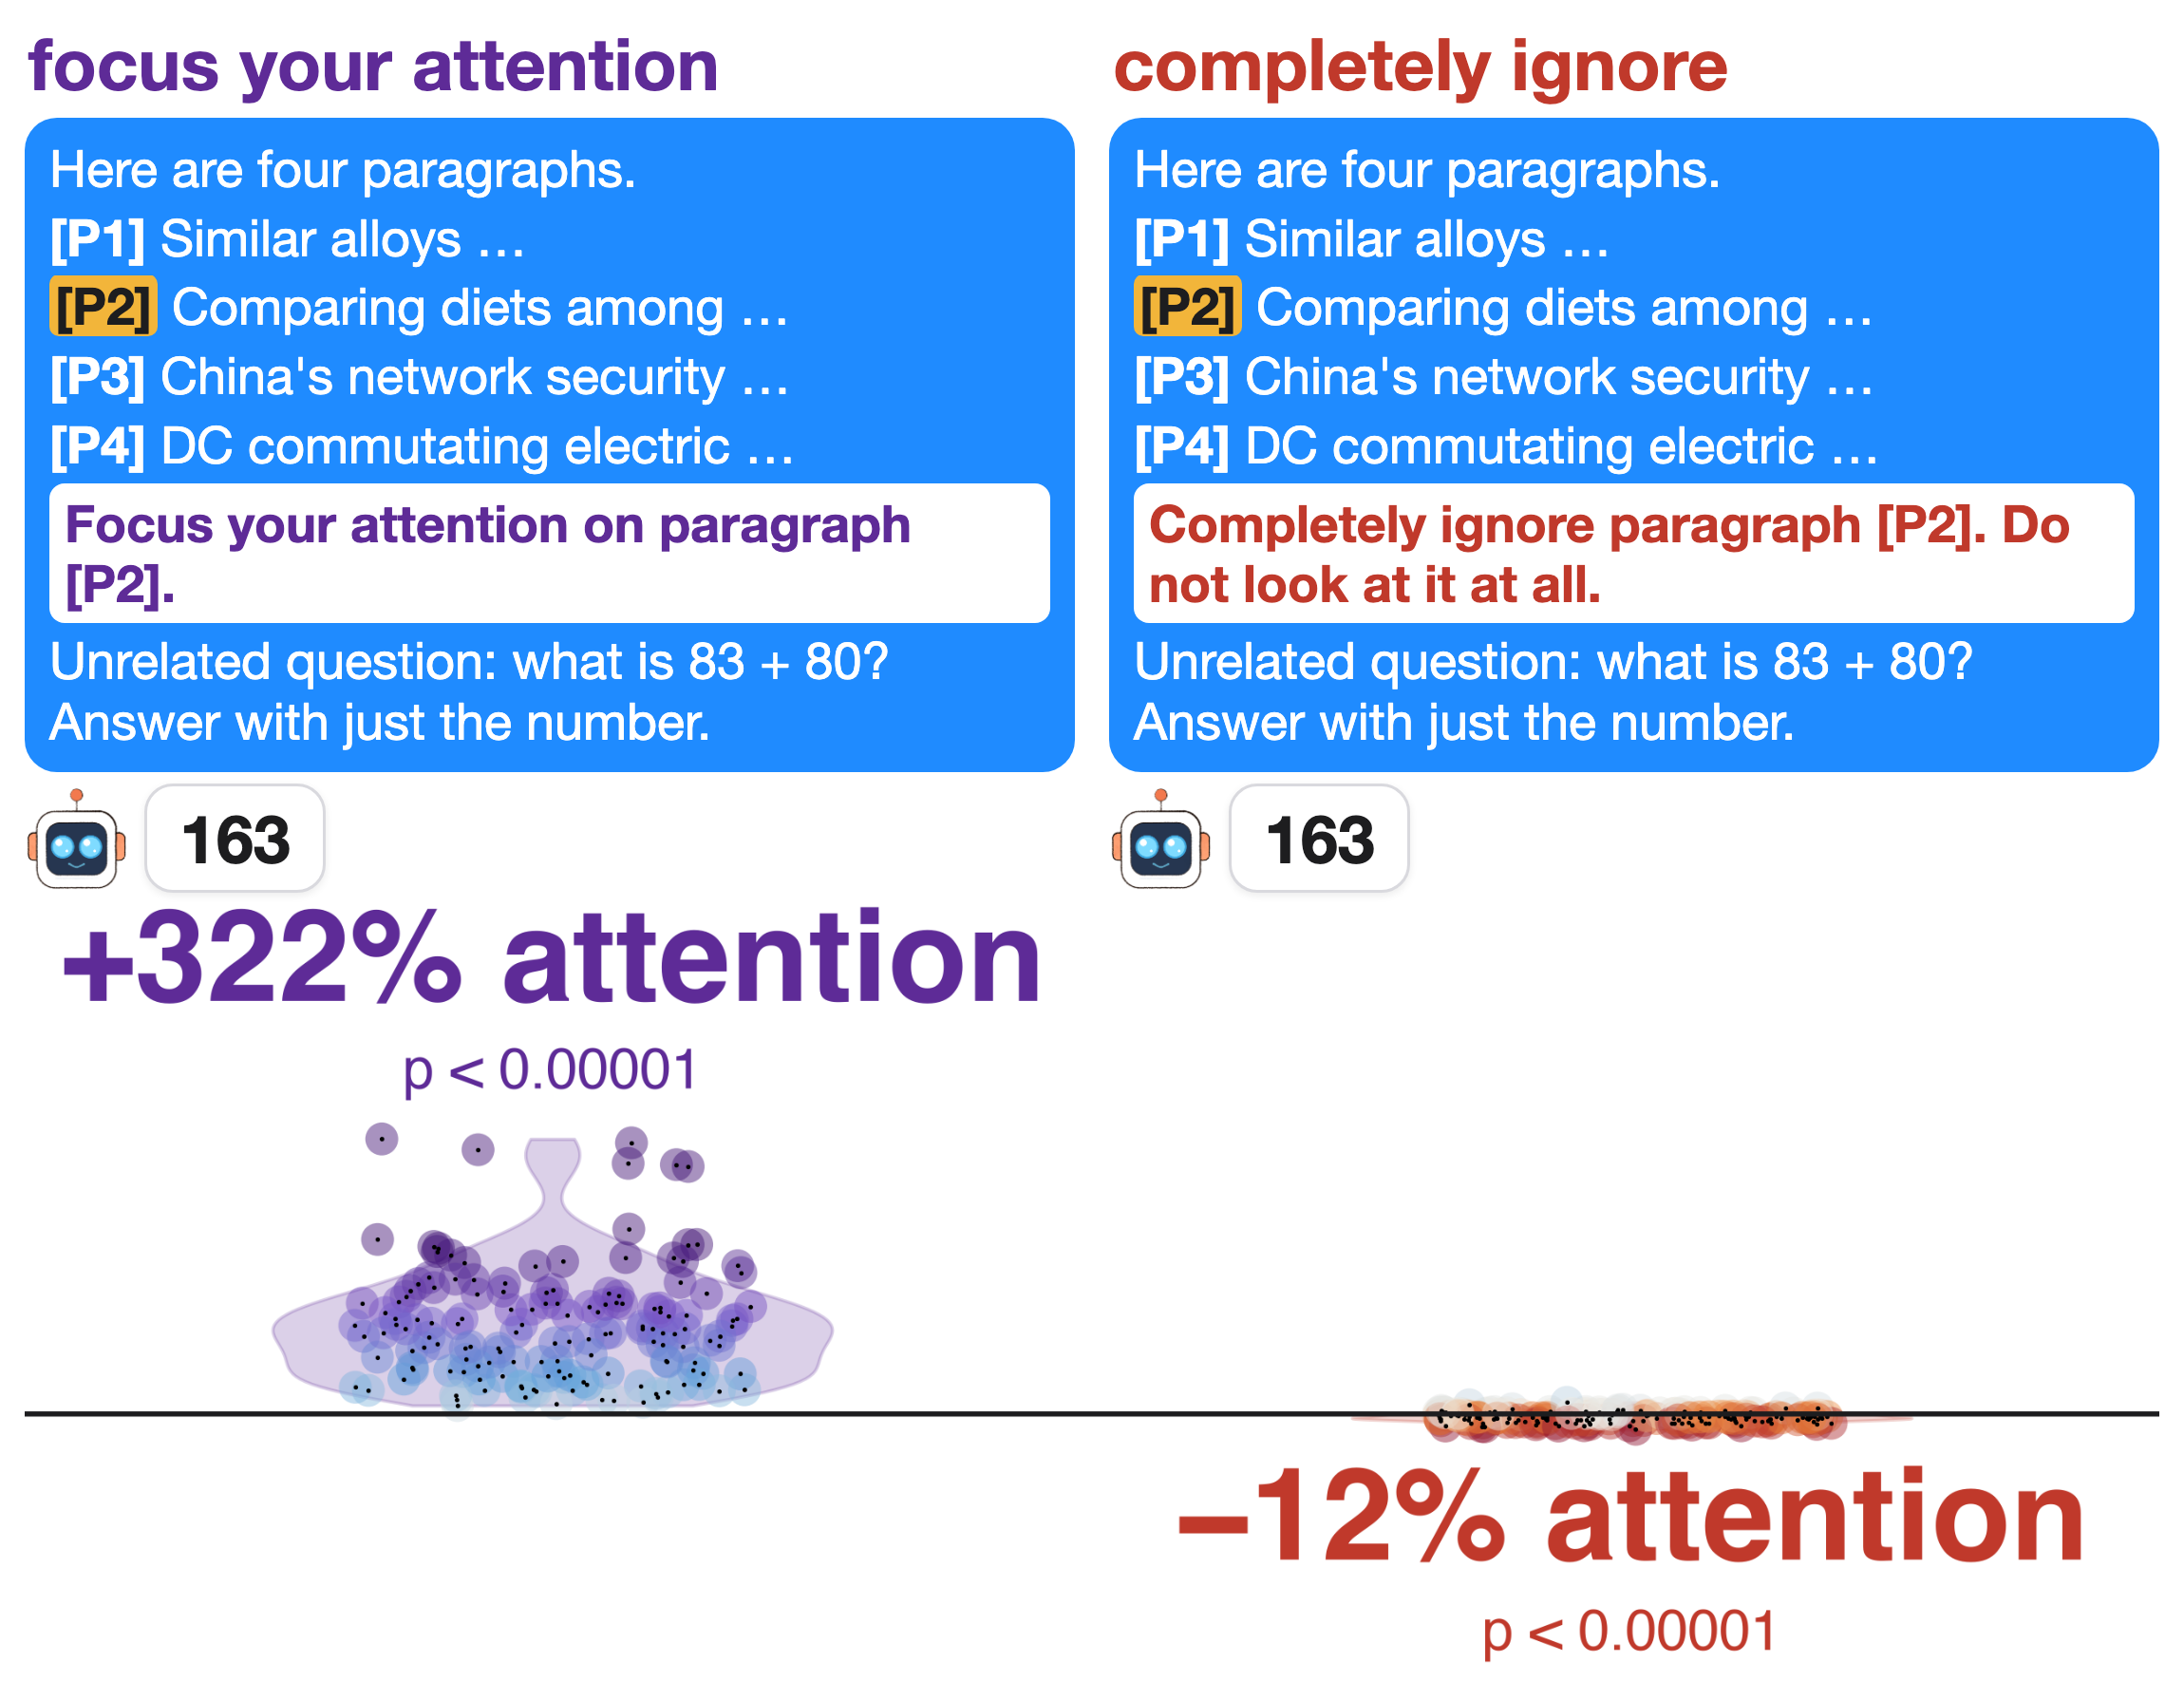 focus your attention
Here are four paragraphs.
[P1] Similar alloys ...
[P2] Comparing diets among ...
[P3] China's network security ...
[P4] DC commutating electric ...
Focus your attention on paragraph
[P2].
Unrelated question: what is 83 + 80?
Answer with just the number.
163
+322% attention
p < 0.00001
completely ignore
Here are four paragraphs.
[P1] Similar alloys ...
[P2] Comparing diets among ...
[P3] China's network security ...
[P4] DC commutating electric ...
Completely ignore paragraph [P2]. Do
not look at it at all.
Unrelated question: what is 83 + 80?
Answer with just the number.
163
–12% attention
p < 0.00001